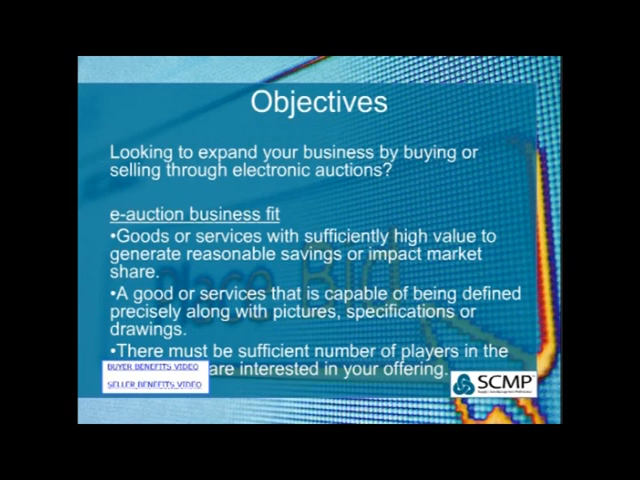 Objectives
Looking to expand your business by buying or
selling through electronic auctions?
e-auction business fit
•Goods or services with sufficiently high value to
generate reasonable savings or impact market
share.
•A good or services that is capable of being defined
precisely along with pictures, specifications or
drawings.
•There must be sufficient number of players in the
are interested in your offering.
BUYER BENEFITS VIDEO
SELLER BENEFITS VIDEO
SCMP
Place Bid